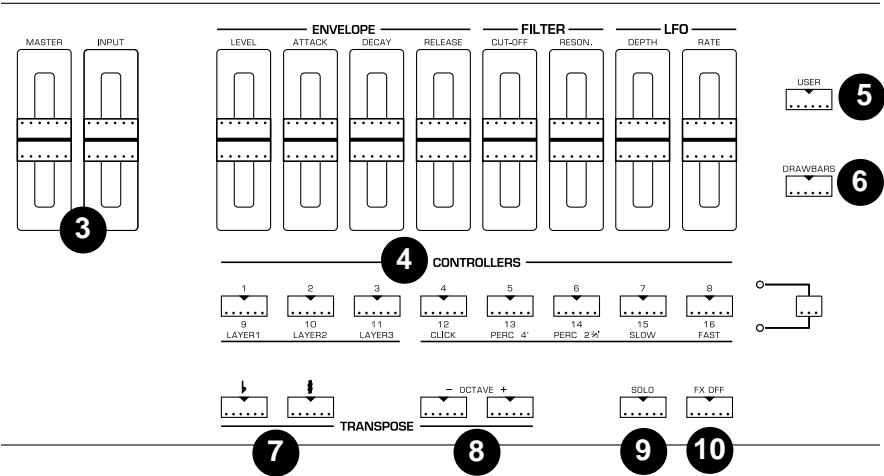 ENVELOPE FILTER LFO
MASTER INPUT LEVEL ATTACK DECAY RELEASE CUT-OFF RESON. DEPTH RATE
USER 5
DRAWBARS 6
3
4 CONTROLLERS
1 2 3 4 5 6 7 8
9 10 11 12 13 14 15 16
LAYER1 LAYER2 LAYER3 CLICK PERC 4' PERC 2⅔' SLOW FAST
♭ # - OCTAVE + SOLO FX OFF
TRANSPOSE
7 8 9 10